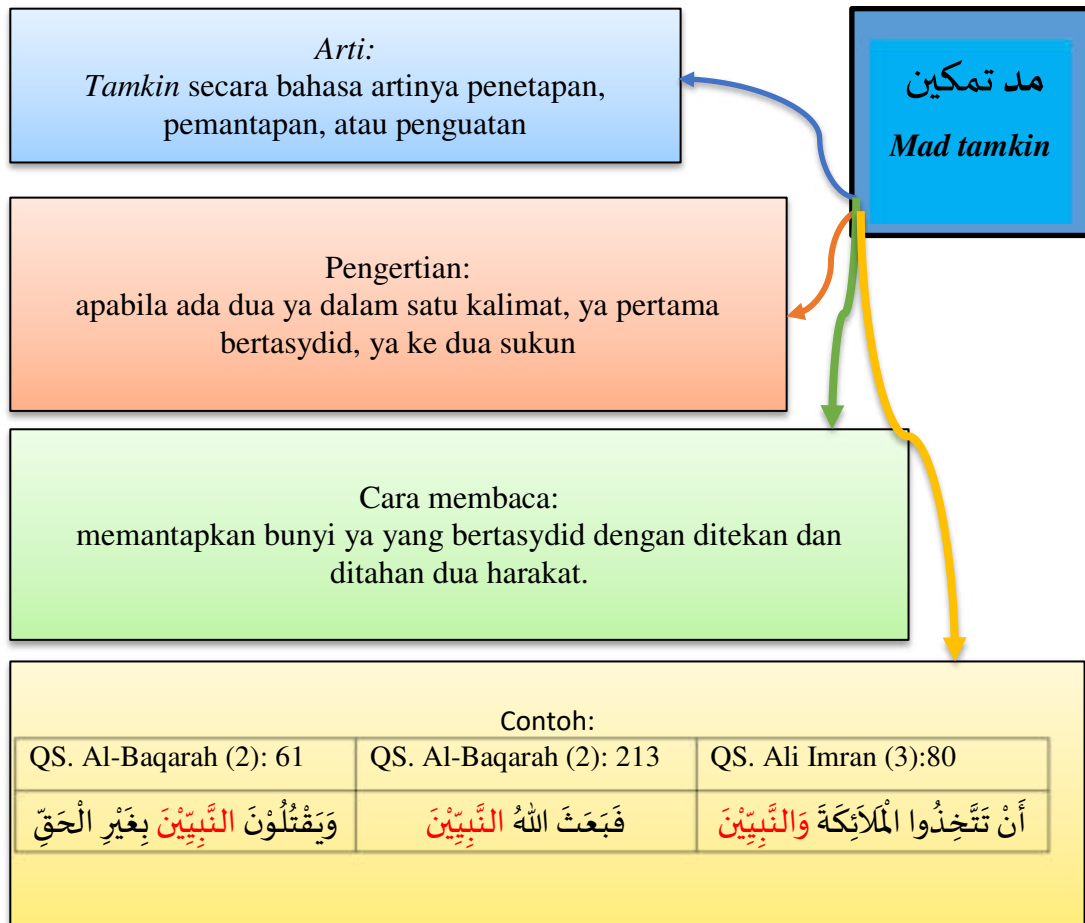 مد تمكين
Mad tamkin
Arti:
Tamkin secara bahasa artinya penetapan,
pemantapan, atau penguatan
Pengertian:
apabila ada dua ya dalam satu kalimat, ya pertama
bertasydid, ya ke dua sukun
Cara membaca:
memantapkan bunyi ya yang bertasydid dengan ditekan dan
ditahan dua harakat.
Contoh:
QS. Al-Baqarah (2): 61 QS. Al-Baqarah (2): 213 QS. Ali Imran (3):80
وَيَقْتُلُوْنَ النَّبِيِّيْنَ بِغَيْرِ الْحَقِّ فَبَعَثَ اللهُ النَّبِيِّيْنَ أَنْ تَتَّخِذُوا الْمَلَائِكَةَ وَالنَّبِيِّيْنَ